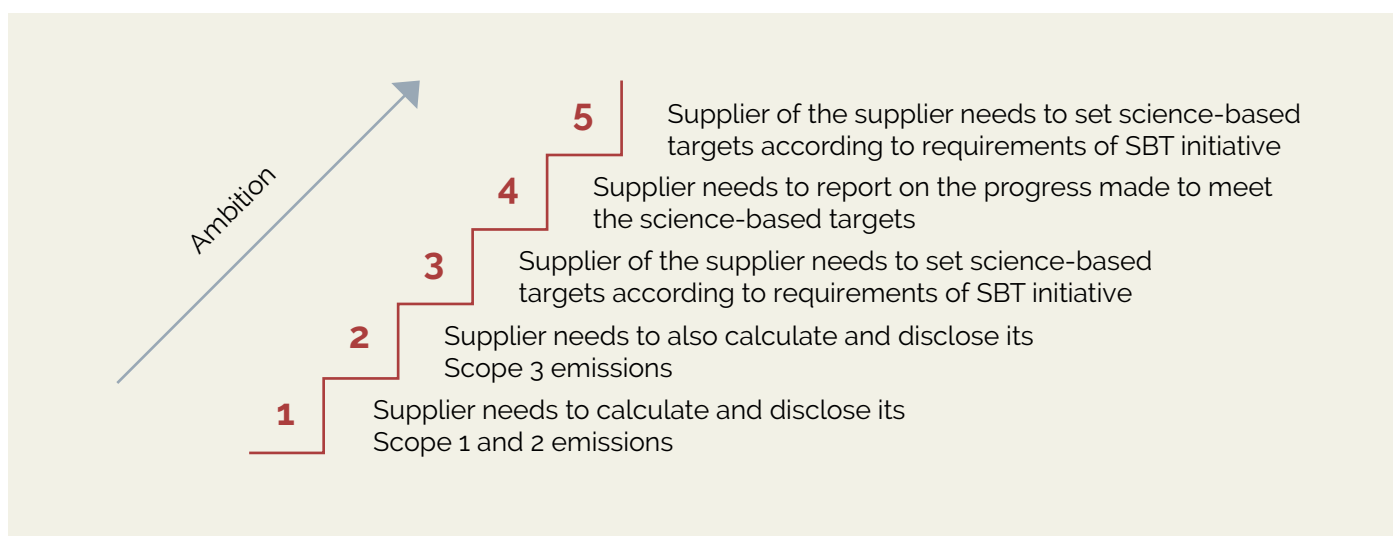 Ambition
5
Supplier of the supplier needs to set science-based
targets according to requirements of SBT initiative
4
Supplier needs to report on the progress made to meet
the science-based targets
3
Supplier of the supplier needs to set science-based
targets according to requirements of SBT initiative
2
Supplier needs to also calculate and disclose its
Scope 3 emissions
1
Supplier needs to calculate and disclose its
Scope 1 and 2 emissions